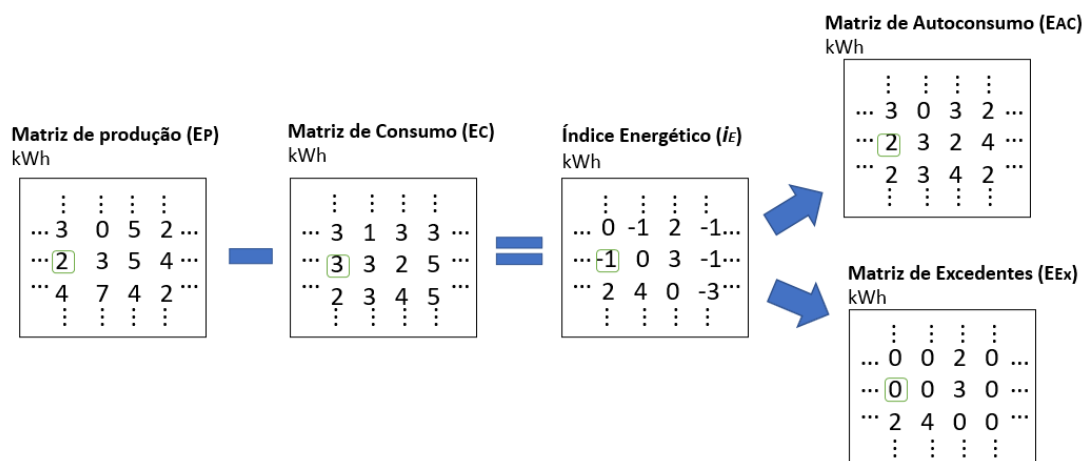 Matriz de produção (EP)
kWh
⋮ ⋮ ⋮ ⋮
... 3 0 5 2 ...
... 2 3 5 4 ...
... 4 7 4 2 ...
⋮ ⋮ ⋮ ⋮
Matriz de Consumo (EC)
kWh
⋮ ⋮ ⋮ ⋮
... 3 1 3 3 ...
... 3 3 2 5 ...
... 2 3 4 5 ...
⋮ ⋮ ⋮ ⋮
Índice Energético (iE)
kWh
⋮ ⋮ ⋮ ⋮
... 0 -1 2 -1...
...-1 0 3 -1...
... 2 4 0 -3...
⋮ ⋮ ⋮ ⋮
Matriz de Autoconsumo (EAC)
kWh
⋮ ⋮ ⋮ ⋮
... 3 0 3 2 ...
... 2 3 2 4 ...
... 2 3 4 2 ...
⋮ ⋮ ⋮ ⋮
Matriz de Excedentes (EEx)
kWh
⋮ ⋮ ⋮ ⋮
... 0 0 2 0 ...
... 0 0 3 0 ...
... 2 4 0 0 ...
⋮ ⋮ ⋮ ⋮